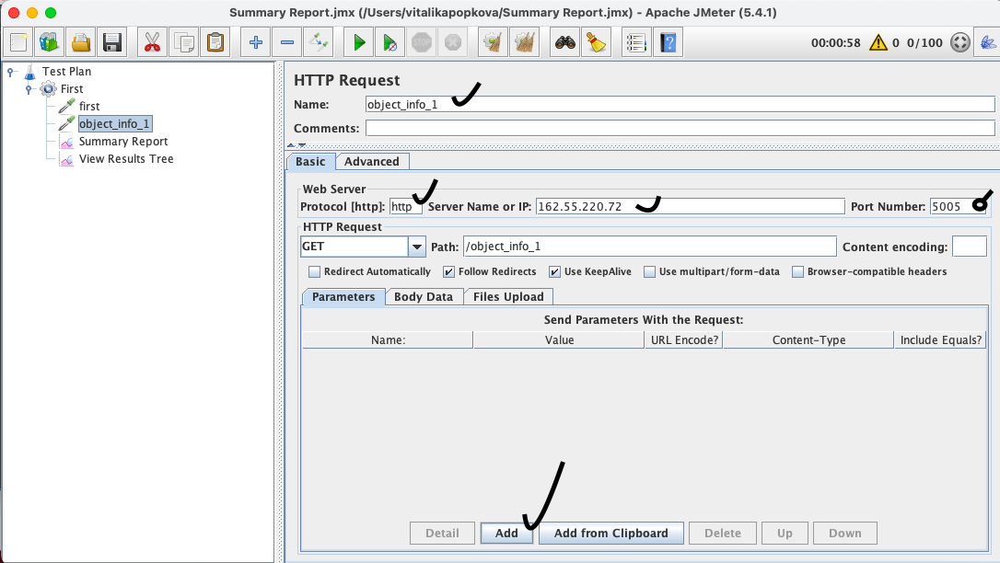 Summary Report.jmx (/Users/vitalikapopkova/Summary Report.jmx) - Apache JMeter (5.4.1)
STOP
00:00:58 0 0/100
Test Plan
First
first
object_info_1
Summary Report
View Results Tree
HTTP Request
Name: object_info_1
Comments:
Basic Advanced
Web Server
Protocol [http]: http Server Name or IP: 162.55.220.72 Port Number: 5005
HTTP Request
GET Path: /object_info_1 Content encoding:
Redirect Automatically Follow Redirects Use KeepAlive Use multipart/form-data Browser-compatible headers
Parameters Body Data Files Upload
Send Parameters With the Request:
Name: Value URL Encode? Content-Type Include Equals?
Detail Add Add from Clipboard Delete Up Down